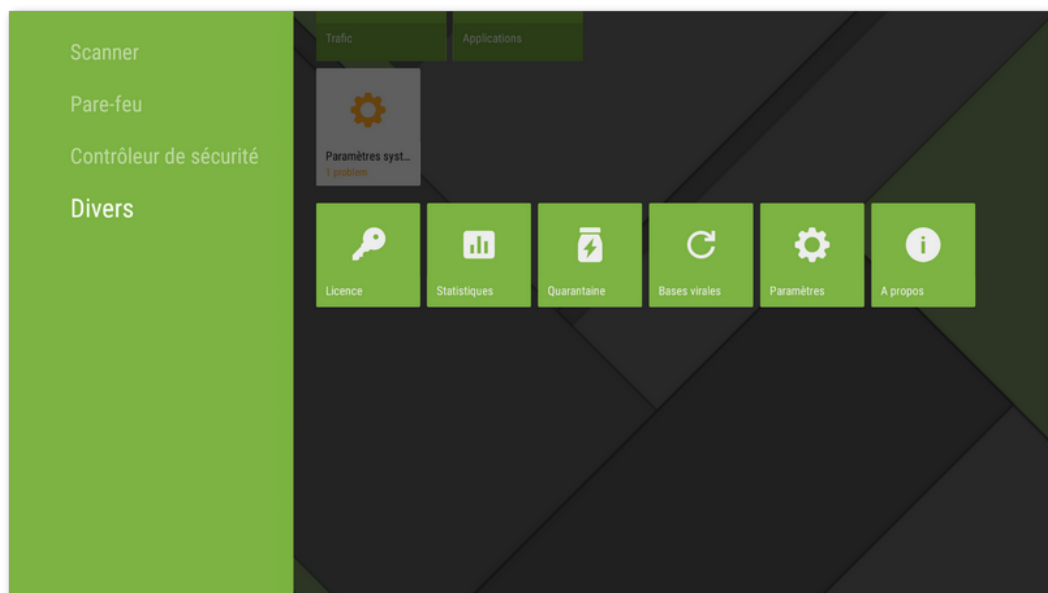 Scanner
Pare-feu
Contrôleur de sécurité
Divers
Trafic
Applications
Paramètres syst...
1 problem
Licence
Statistiques
Quarantaine
Bases virales
Paramètres
A propos